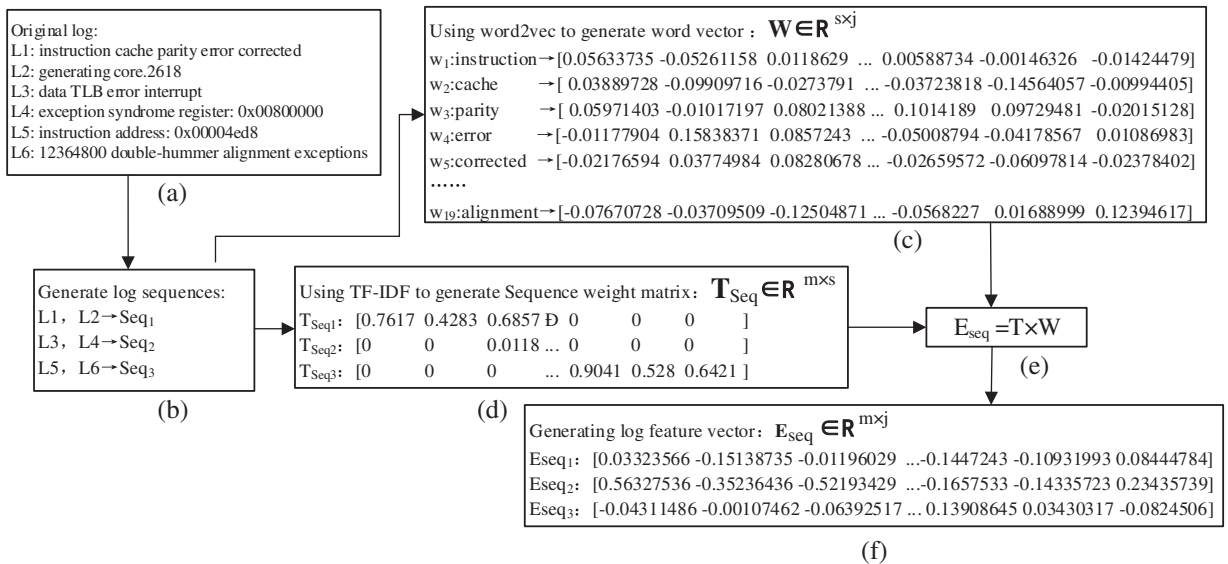 Original log:
L1: instruction cache parity error corrected
L2: generating core.2618
L3: data TLB error interrupt
L4: exception syndrome register: 0x00800000
L5: instruction address: 0x00004ed8
L6: 12364800 double-hummer alignment exceptions
(a)
Generate log sequences:
L1，L2→Seq₁
L3，L4→Seq₂
L5，L6→Seq₃
(b)
Using word2vec to generate word vector： W∈R s×j
w₁:instruction→[0.05633735 -0.05261158 0.0118629 ... 0.00588734 -0.00146326 -0.01424479]
w₂:cache →[ 0.03889728 -0.09909716 -0.0273791 ... -0.03723818 -0.14564057 -0.00994405]
w₃:parity →[ 0.05971403 -0.01017197 0.08021388 ... 0.1014189 0.09729481 -0.02015128]
w₄:error →[-0.01177904 0.15838371 0.0857243 ... -0.05008794 -0.04178567 0.01086983]
w₅:corrected →[-0.02176594 0.03774984 0.08280678 ... -0.02659572 -0.06097814 -0.02378402]
......
w₁₉:alignment→[-0.07670728 -0.03709509 -0.12504871 ... -0.0568227 0.01688999 0.12394617]
(c)
Using TF-IDF to generate Sequence weight matrix： T_Seq∈R m×s
T_Seq1： [0.7617 0.4283 0.6857 Đ 0 0 0 ]
T_Seq2： [0 0 0.0118 ... 0 0 0 ]
T_Seq3： [0 0 0 ... 0.9041 0.528 0.6421 ]
(d)
E_seq =T×W
(e)
Generating log feature vector： E_seq ∈R m×j
Eseq₁： [0.03323566 -0.15138735 -0.01196029 ...-0.1447243 -0.10931993 0.08444784]
Eseq₂： [0.56327536 -0.35236436 -0.52193429 ...-0.1657533 -0.14335723 0.23435739]
Eseq₃： [-0.04311486 -0.00107462 -0.06392517 ... 0.13908645 0.03430317 -0.0824506]
(f)